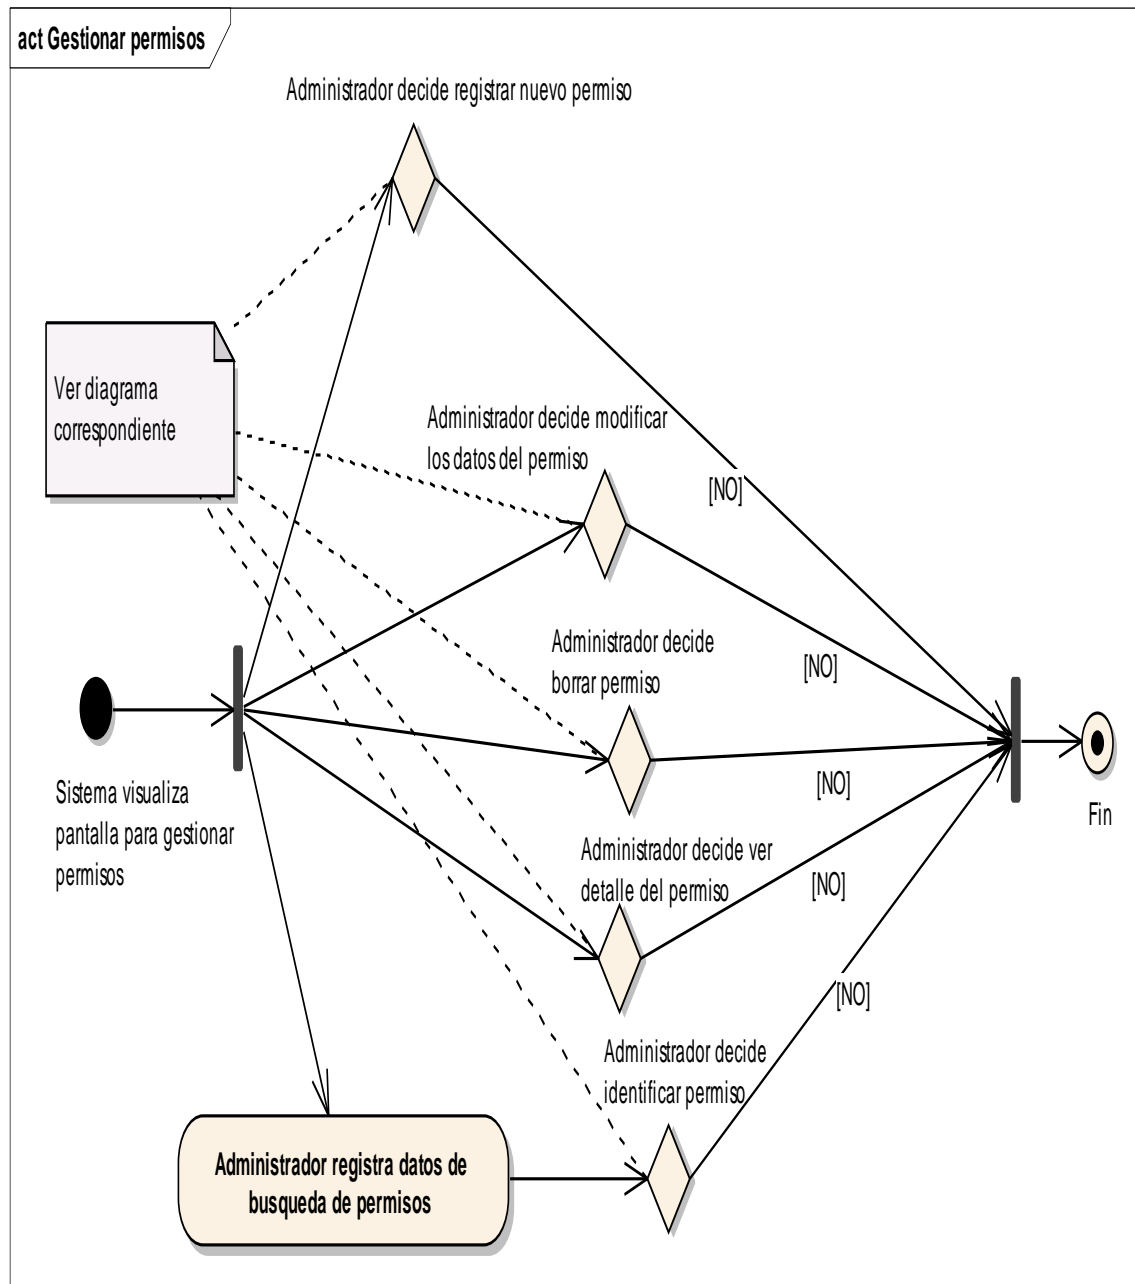 act Gestionar permisos
Administrador decide registrar nuevo permiso
Ver diagrama
correspondiente
Administrador decide modificar
los datos del permiso
[NO]
Administrador decide
borrar permiso
[NO]
Sistema visualiza
pantalla para gestionar
permisos
[NO]
Fin
Administrador decide ver
detalle del permiso
[NO]
[NO]
Administrador decide
identificar permiso
Administrador registra datos de
busqueda de permisos